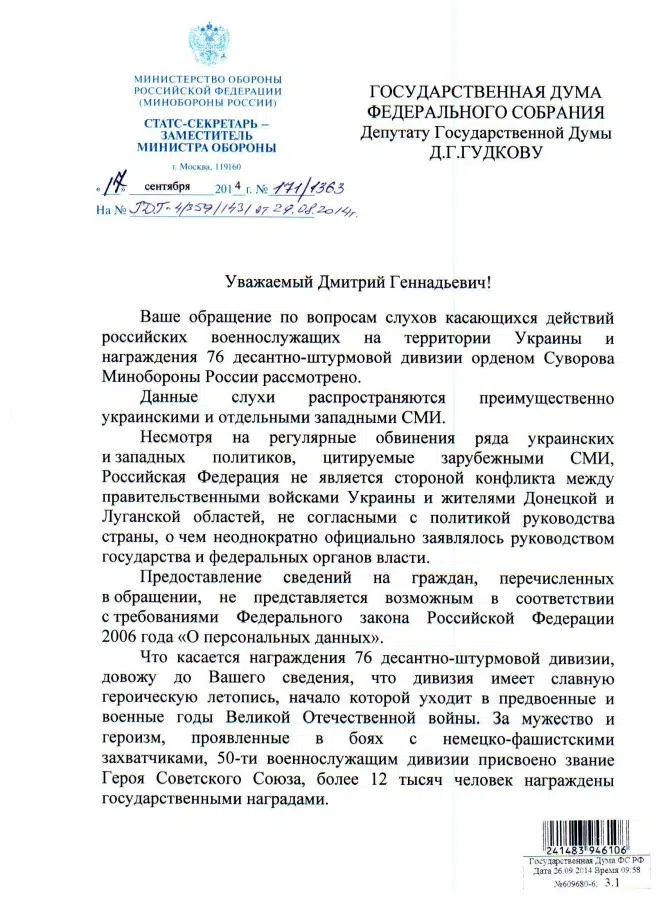 МИНИСТЕРСТВО ОБОРОНЫ
РОССИЙСКОЙ ФЕДЕРАЦИИ
(МИНОБОРОНЫ РОССИИ)
СТАТС-СЕКРЕТАРЬ –
ЗАМЕСТИТЕЛЬ
МИНИСТРА ОБОРОНЫ
г. Москва, 119160
«17» сентября 2014 г. № 171/1363
На № ГДГ-4/359/143/ от 29.08.2014г.
ГОСУДАРСТВЕННАЯ ДУМА
ФЕДЕРАЛЬНОГО СОБРАНИЯ
Депутату Государственной Думы
Д.Г.ГУДКОВУ
Уважаемый Дмитрий Геннадьевич!
Ваше обращение по вопросам слухов касающихся действий
российских военнослужащих на территории Украины и
награждения 76 десантно-штурмовой дивизии орденом Суворова
Минобороны России рассмотрено.
Данные слухи распространяются преимущественно
украинскими и отдельными западными СМИ.
Несмотря на регулярные обвинения ряда украинских
и западных политиков, цитируемые зарубежными СМИ,
Российская Федерация не является стороной конфликта между
правительственными войсками Украины и жителями Донецкой и
Луганской областей, не согласными с политикой руководства
страны, о чем неоднократно официально заявлялось руководством
государства и федеральных органов власти.
Предоставление сведений на граждан, перечисленных
в обращении, не представляется возможным в соответствии
с требованиями Федерального закона Российской Федерации
2006 года «О персональных данных».
Что касается награждения 76 десантно-штурмовой дивизии,
довожу до Вашего сведения, что дивизия имеет славную
героическую летопись, начало которой уходит в предвоенные и
военные годы Великой Отечественной войны. За мужество и
героизм, проявленные в боях с немецко-фашистскими
захватчиками, 50-ти военнослужащим дивизии присвоено звание
Героя Советского Союза, более 12 тысяч человек награждены
государственными наградами.
241483 946106
Государственная Дума ФС РФ
Дата 26.09.2014 Время 09:58
№609680-6; 3.1